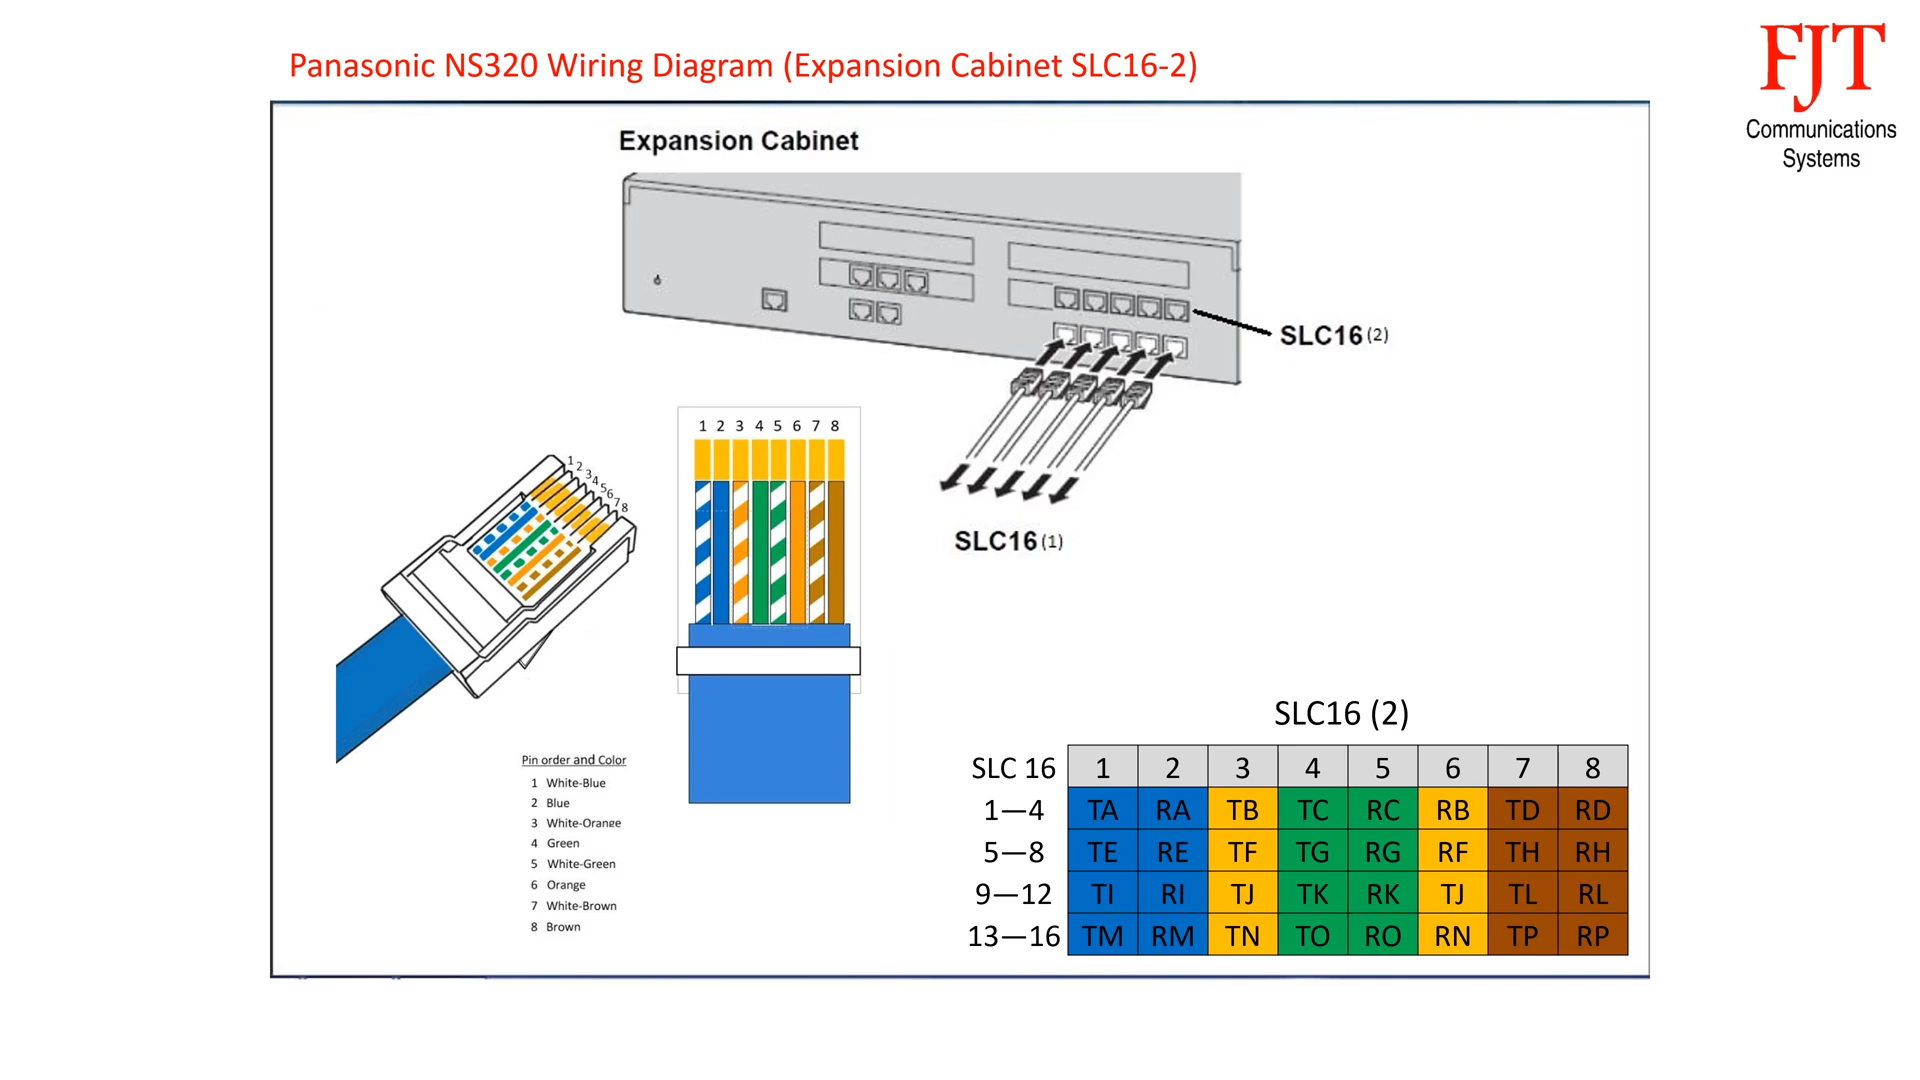 Panasonic NS320 Wiring Diagram (Expansion Cabinet SLC16-2)
FJT
Communications
Systems
Expansion Cabinet
SLC16 (2)
SLC16 (1)
1 2 3 4 5 6 7 8
1 2 3 4 5 6 7 8
Pin order and Color
1 White-Blue
2 Blue
3 White-Orange
4 Green
5 White-Green
6 Orange
7 White-Brown
8 Brown
SLC16 (2)
SLC 16 1 2 3 4 5 6 7 8
1—4 TA RA TB TC RC RB TD RD
5—8 TE RE TF TG RG RF TH RH
9—12 TI RI TJ TK RK TJ TL RL
13—16 TM RM TN TO RO RN TP RP